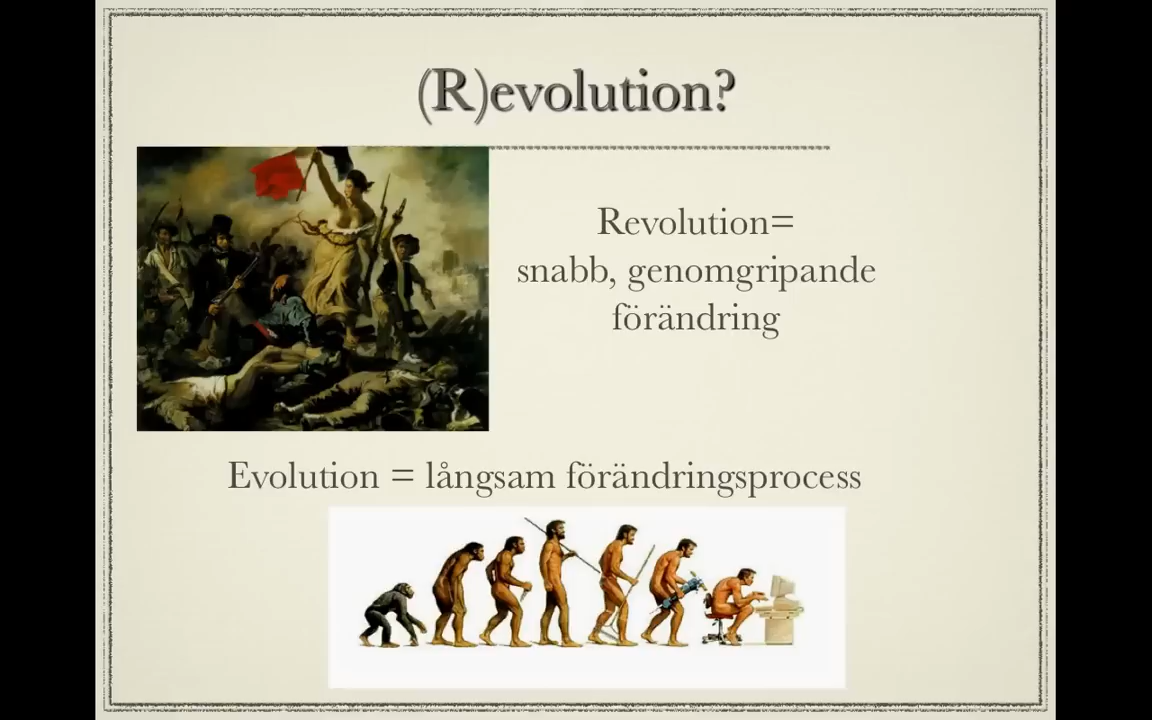 (R)evolution?
Revolution=
snabb, genomgripande
förändring
Evolution = långsam förändringsprocess